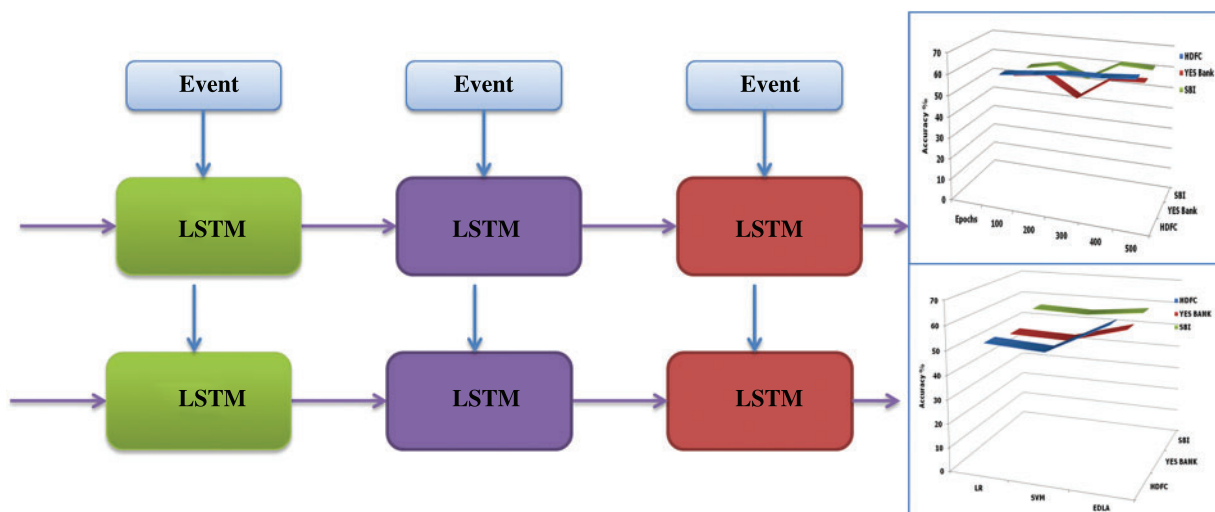 Event
Event
Event
LSTM
LSTM
LSTM
LSTM
LSTM
LSTM
Accuracy %
70
60
50
40
30
20
10
0
Epochs
100
200
300
400
500
HDFC
YES Bank
SBI
SBI
YES Bank
HDFC
Accuracy %
70
60
50
40
30
20
10
0
LR
SVM
EDLA
HDFC
YES BANK
SBI
SBI
YES BANK
HDFC